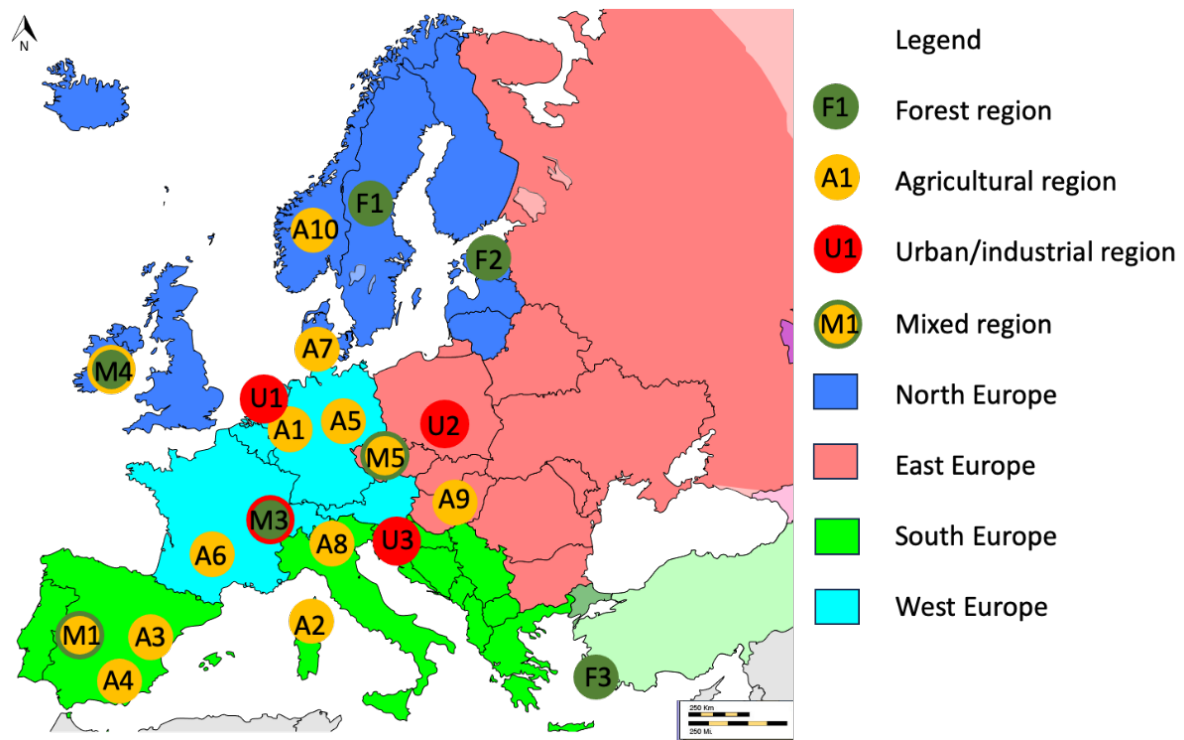 N
Legend
F1 Forest region
A1 Agricultural region
U1 Urban/industrial region
M1 Mixed region
North Europe
East Europe
South Europe
West Europe
F1
A10
F2
A7
M4
U1
A1
A5
U2
M5
A9
M3
A8
U3
A6
A2
M1
A3
A4
F3
250 Km
250 Mi.